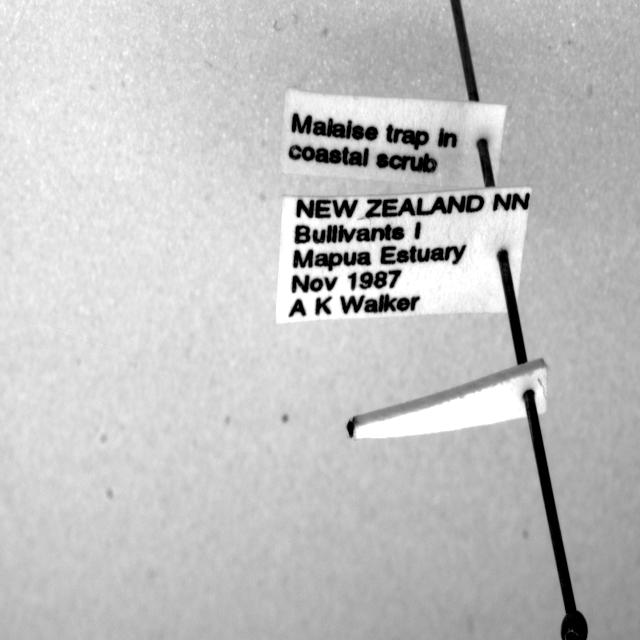 Malaise trap in
coastal scrub
NEW ZEALAND NN
Bullivants I
Mapua Estuary
Nov 1987
A K Walker